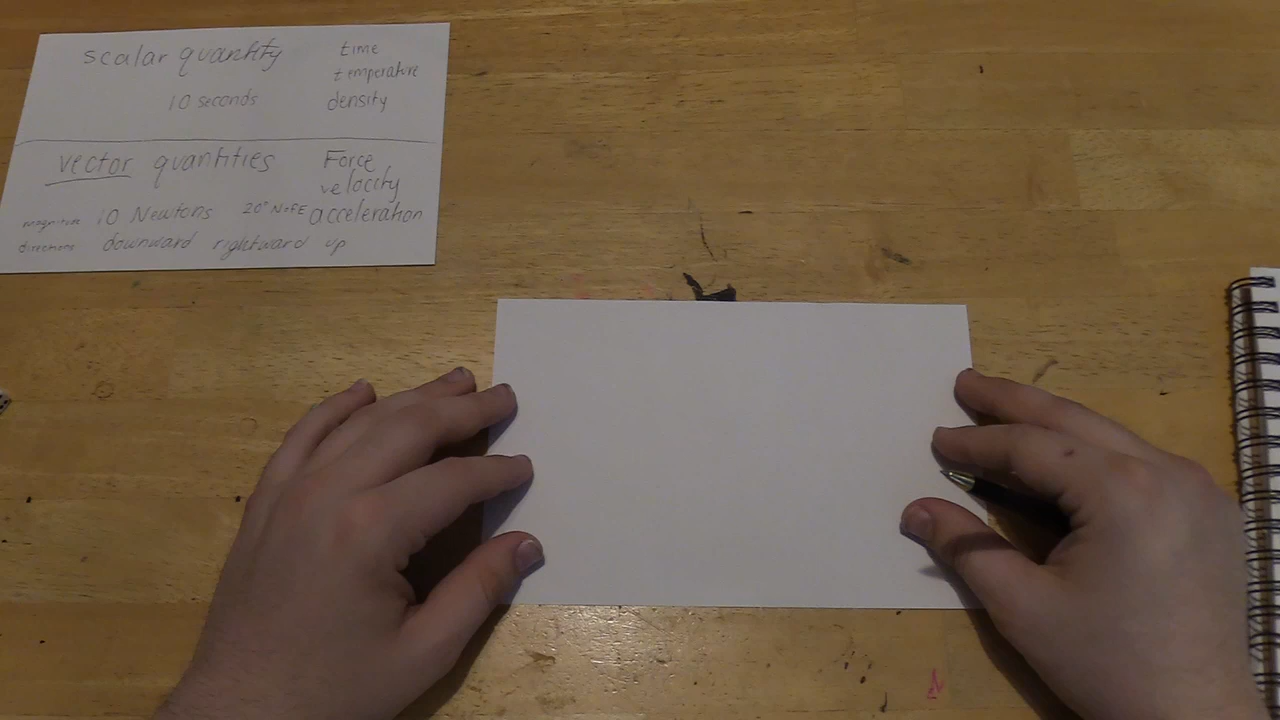 scalar quantity time
temperature
10 seconds density
vector quantities Force
velocity
magnitude 10 Newtons 20° N of E acceleration
directions downward rightward up